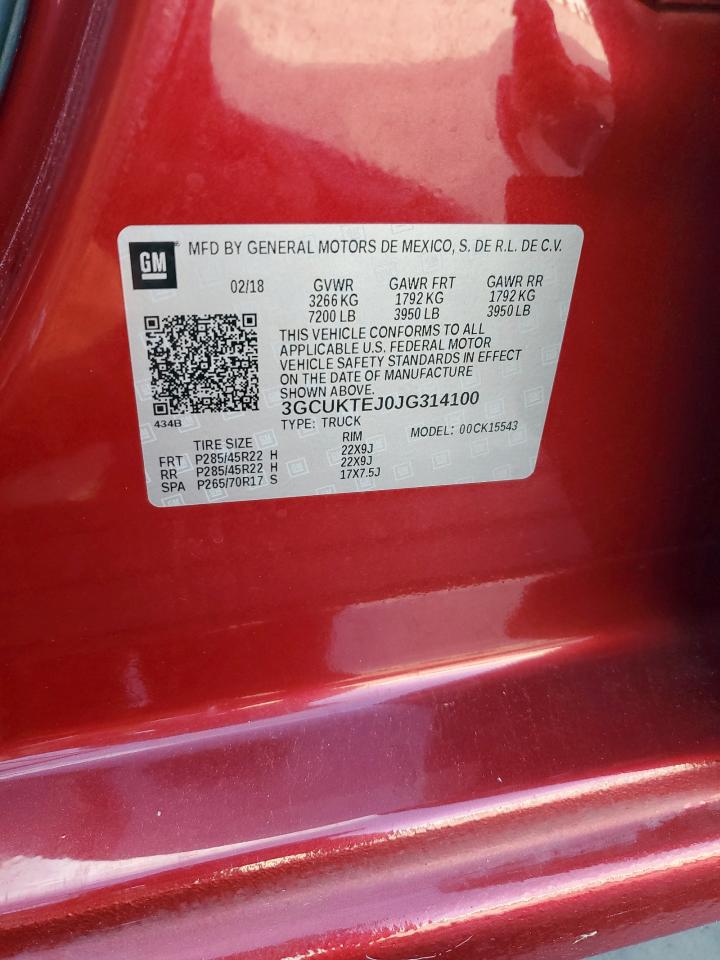 GM® MFD BY GENERAL MOTORS DE MEXICO, S. DE R.L. DE C.V.
02/18 GVWR GAWR FRT GAWR RR
3266 KG 1792 KG 1792 KG
7200 LB 3950 LB 3950 LB
THIS VEHICLE CONFORMS TO ALL
APPLICABLE U.S. FEDERAL MOTOR
VEHICLE SAFETY STANDARDS IN EFFECT
ON THE DATE OF MANUFACTURE
SHOWN ABOVE.
3GCUKTEJ0JG314100
434B TYPE: TRUCK MODEL: 00CK15543
TIRE SIZE RIM
FRT P285/45R22 H 22X9J
RR P285/45R22 H 22X9J
SPA P265/70R17 S 17X7.5J